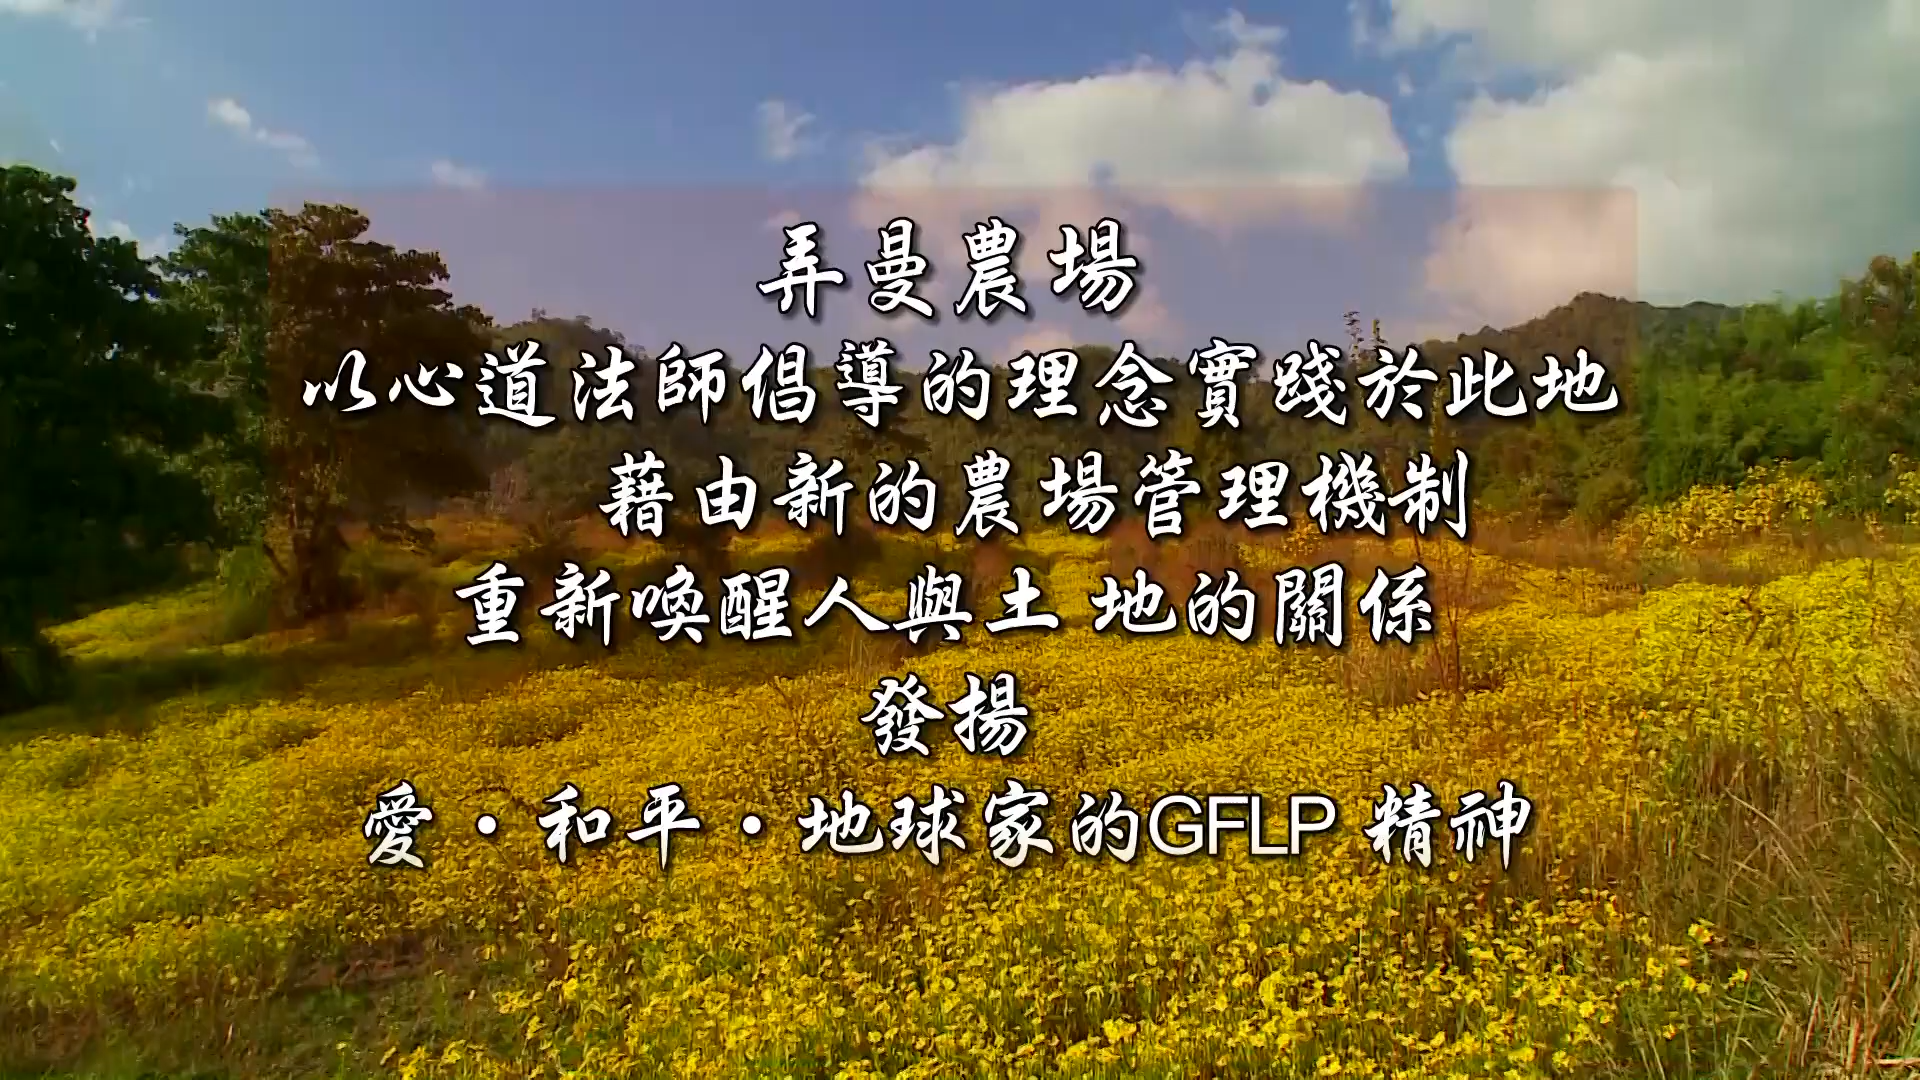 弄曼農場
以心道法師倡導的理念實踐於此地
藉由新的農場管理機制
重新喚醒人與土地的關係
發揚
愛・和平・地球家的GFLP 精神